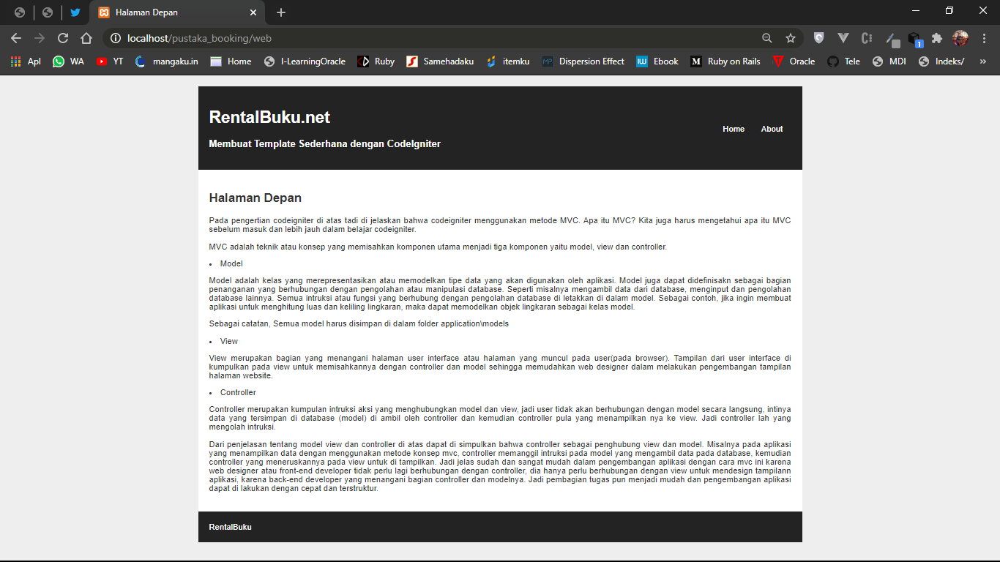 Halaman Depan
localhost/pustaka_booking/web
Apl WA YT mangaku.in Home I-LearningOracle Ruby Samehadaku itemku MP Dispersion Effect IW Ebook M Ruby on Rails Oracle Tele MDI Indeks/ »
1
RentalBuku.net
Home About
Membuat Template Sederhana dengan CodeIgniter
Halaman Depan
Pada pengertian codeigniter di atas tadi di jelaskan bahwa codeigniter menggunakan metode MVC. Apa itu MVC? Kita juga harus mengetahui apa itu MVC
sebelum masuk dan lebih jauh dalam belajar codeigniter.
MVC adalah teknik atau konsep yang memisahkan komponen utama menjadi tiga komponen yaitu model, view dan controller.
• Model
Model adalah kelas yang merepresentasikan atau memodelkan tipe data yang akan digunakan oleh aplikasi. Model juga dapat didefinisakn sebagai bagian
penanganan yang berhubungan dengan pengolahan atau manipulasi database. Seperti misalnya mengambil data dari database, menginput dan pengolahan
database lainnya. Semua intruksi atau fungsi yang berhubung dengan pengolahan database di letakkan di dalam model. Sebagai contoh, jika ingin membuat
aplikasi untuk menghitung luas dan keliling lingkaran, maka dapat memodelkan objek lingkaran sebagai kelas model.
Sebagai catatan, Semua model harus disimpan di dalam folder application\models
• View
View merupakan bagian yang menangani halaman user interface atau halaman yang muncul pada user(pada browser). Tampilan dari user interface di
kumpulkan pada view untuk memisahkannya dengan controller dan model sehingga memudahkan web designer dalam melakukan pengembangan tampilan
halaman website.
• Controller
Controller merupakan kumpulan intruksi aksi yang menghubungkan model dan view, jadi user tidak akan berhubungan dengan model secara langsung, intinya
data yang tersimpan di database (model) di ambil oleh controller dan kemudian controller pula yang menampilkan nya ke view. Jadi controller lah yang
mengolah intruksi.
Dari penjelasan tentang model view dan controller di atas dapat di simpulkan bahwa controller sebagai penghubung view dan model. Misalnya pada aplikasi
yang menampilkan data dengan menggunakan metode konsep mvc, controller memanggil intruksi pada model yang mengambil data pada database, kemudian
controller yang meneruskannya pada view untuk di tampilkan. Jadi jelas sudah dan sangat mudah dalam pengembangan aplikasi dengan cara mvc ini karena
web designer atau front-end developer tidak perlu lagi berhubungan dengan controller, dia hanya perlu berhubungan dengan view untuk mendesign tampilann
aplikasi, karena back-end developer yang menangani bagian controller dan modelnya. Jadi pembagian tugas pun menjadi mudah dan pengembangan aplikasi
dapat di lakukan dengan cepat dan terstruktur.
RentalBuku